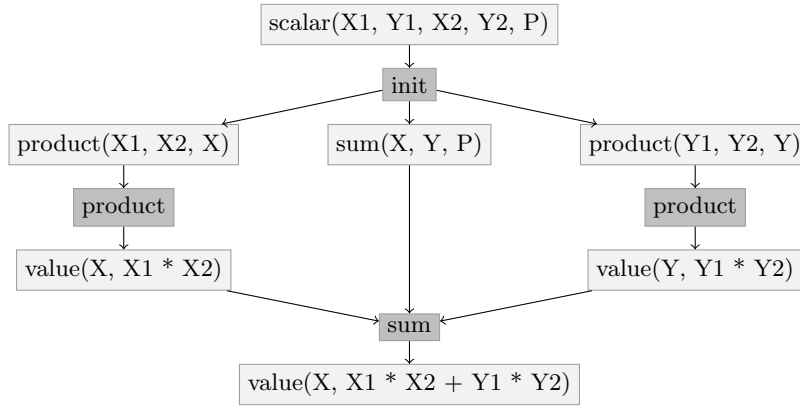 scalar(X1, Y1, X2, Y2, P)
init
product(X1, X2, X)
sum(X, Y, P)
product(Y1, Y2, Y)
product
product
value(X, X1 * X2)
value(Y, Y1 * Y2)
sum
value(X, X1 * X2 + Y1 * Y2)